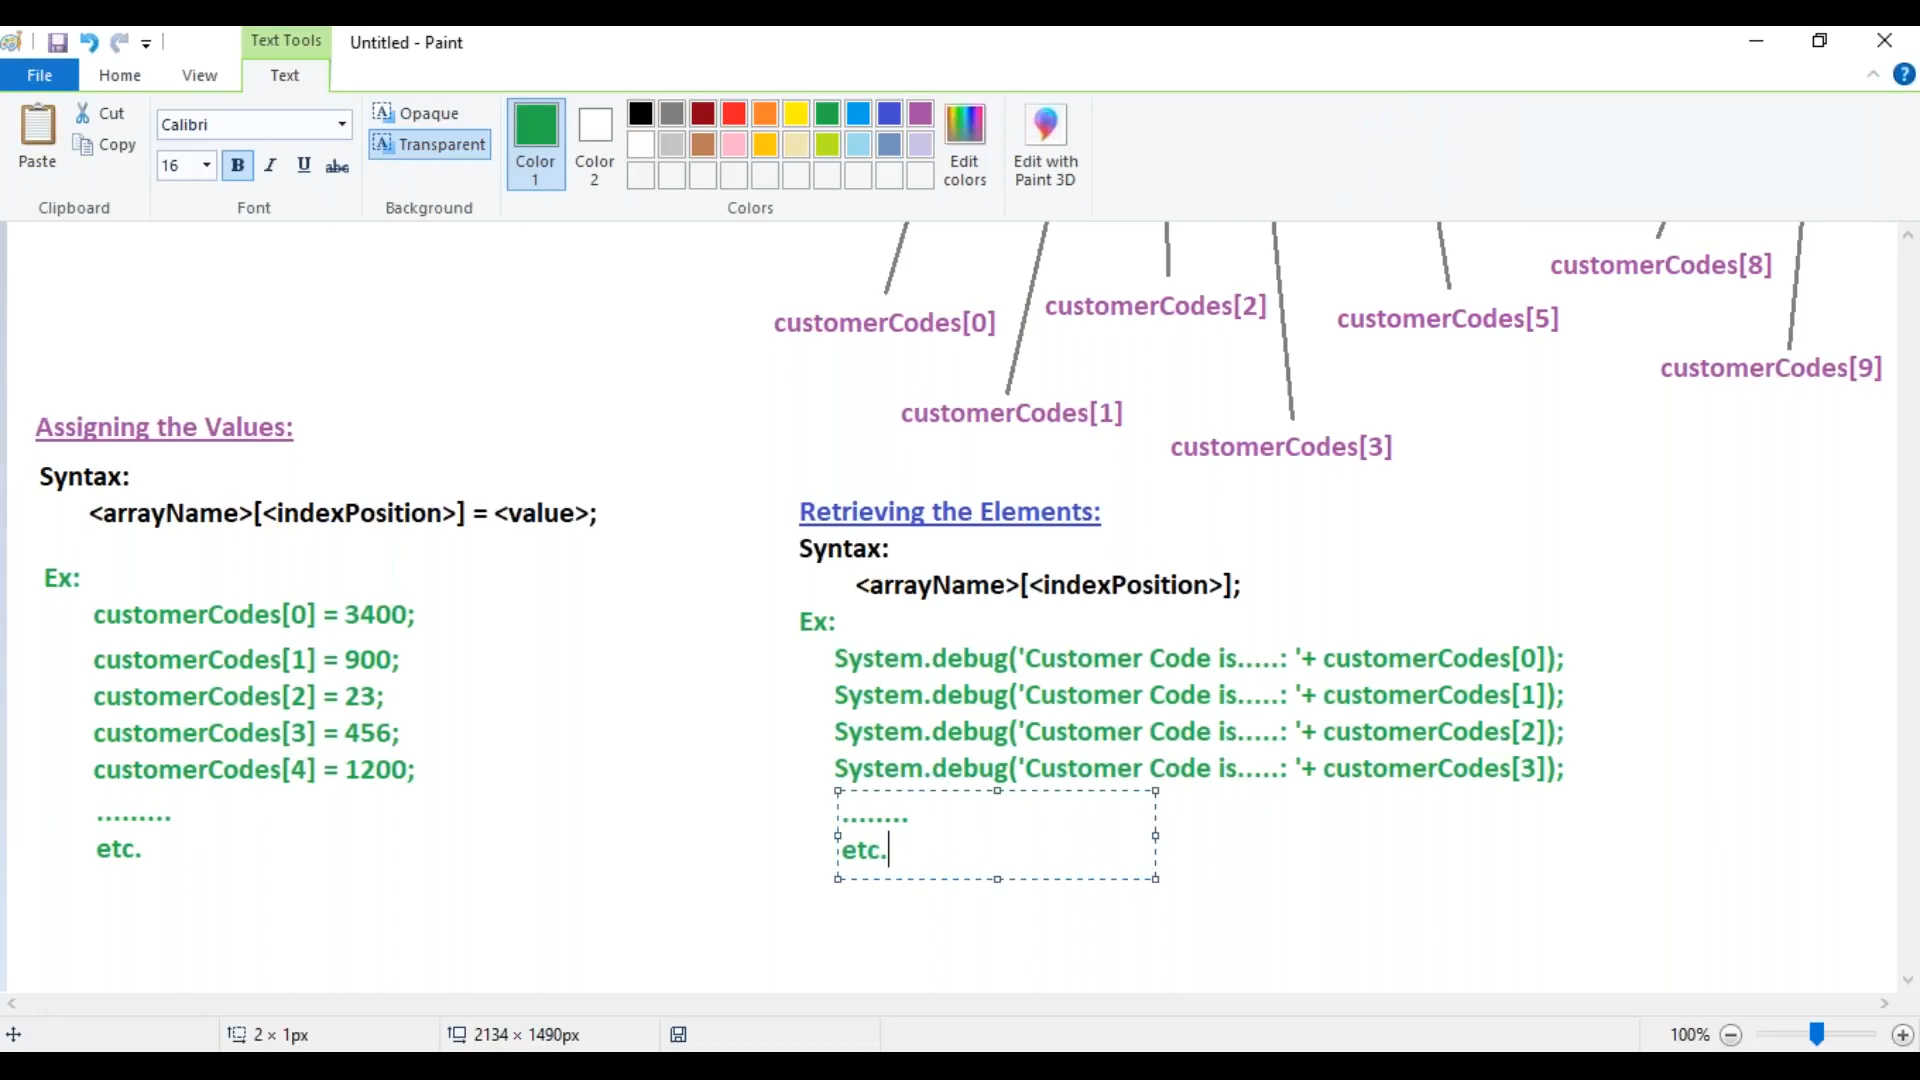 Text Tools
Untitled - Paint
File
Home
View
Text
Paste
Cut
Copy
Clipboard
Calibri
16
B
I
U
abc
Font
A Opaque
A Transparent
Background
Color 1
Color 2
Edit colors
Colors
Edit with Paint 3D
?
customerCodes[0]
customerCodes[1]
customerCodes[2]
customerCodes[3]
customerCodes[5]
customerCodes[8]
customerCodes[9]
Assigning the Values:
Syntax:
<arrayName>[<indexPosition>] = <value>;
Ex:
customerCodes[0] = 3400;
customerCodes[1] = 900;
customerCodes[2] = 23;
customerCodes[3] = 456;
customerCodes[4] = 1200;
.........
etc.
Retrieving the Elements:
Syntax:
<arrayName>[<indexPosition>];
Ex:
System.debug('Customer Code is.....: '+ customerCodes[0]);
System.debug('Customer Code is.....: '+ customerCodes[1]);
System.debug('Customer Code is.....: '+ customerCodes[2]);
System.debug('Customer Code is.....: '+ customerCodes[3]);
........
etc.
2 × 1px
2134 × 1490px
100%